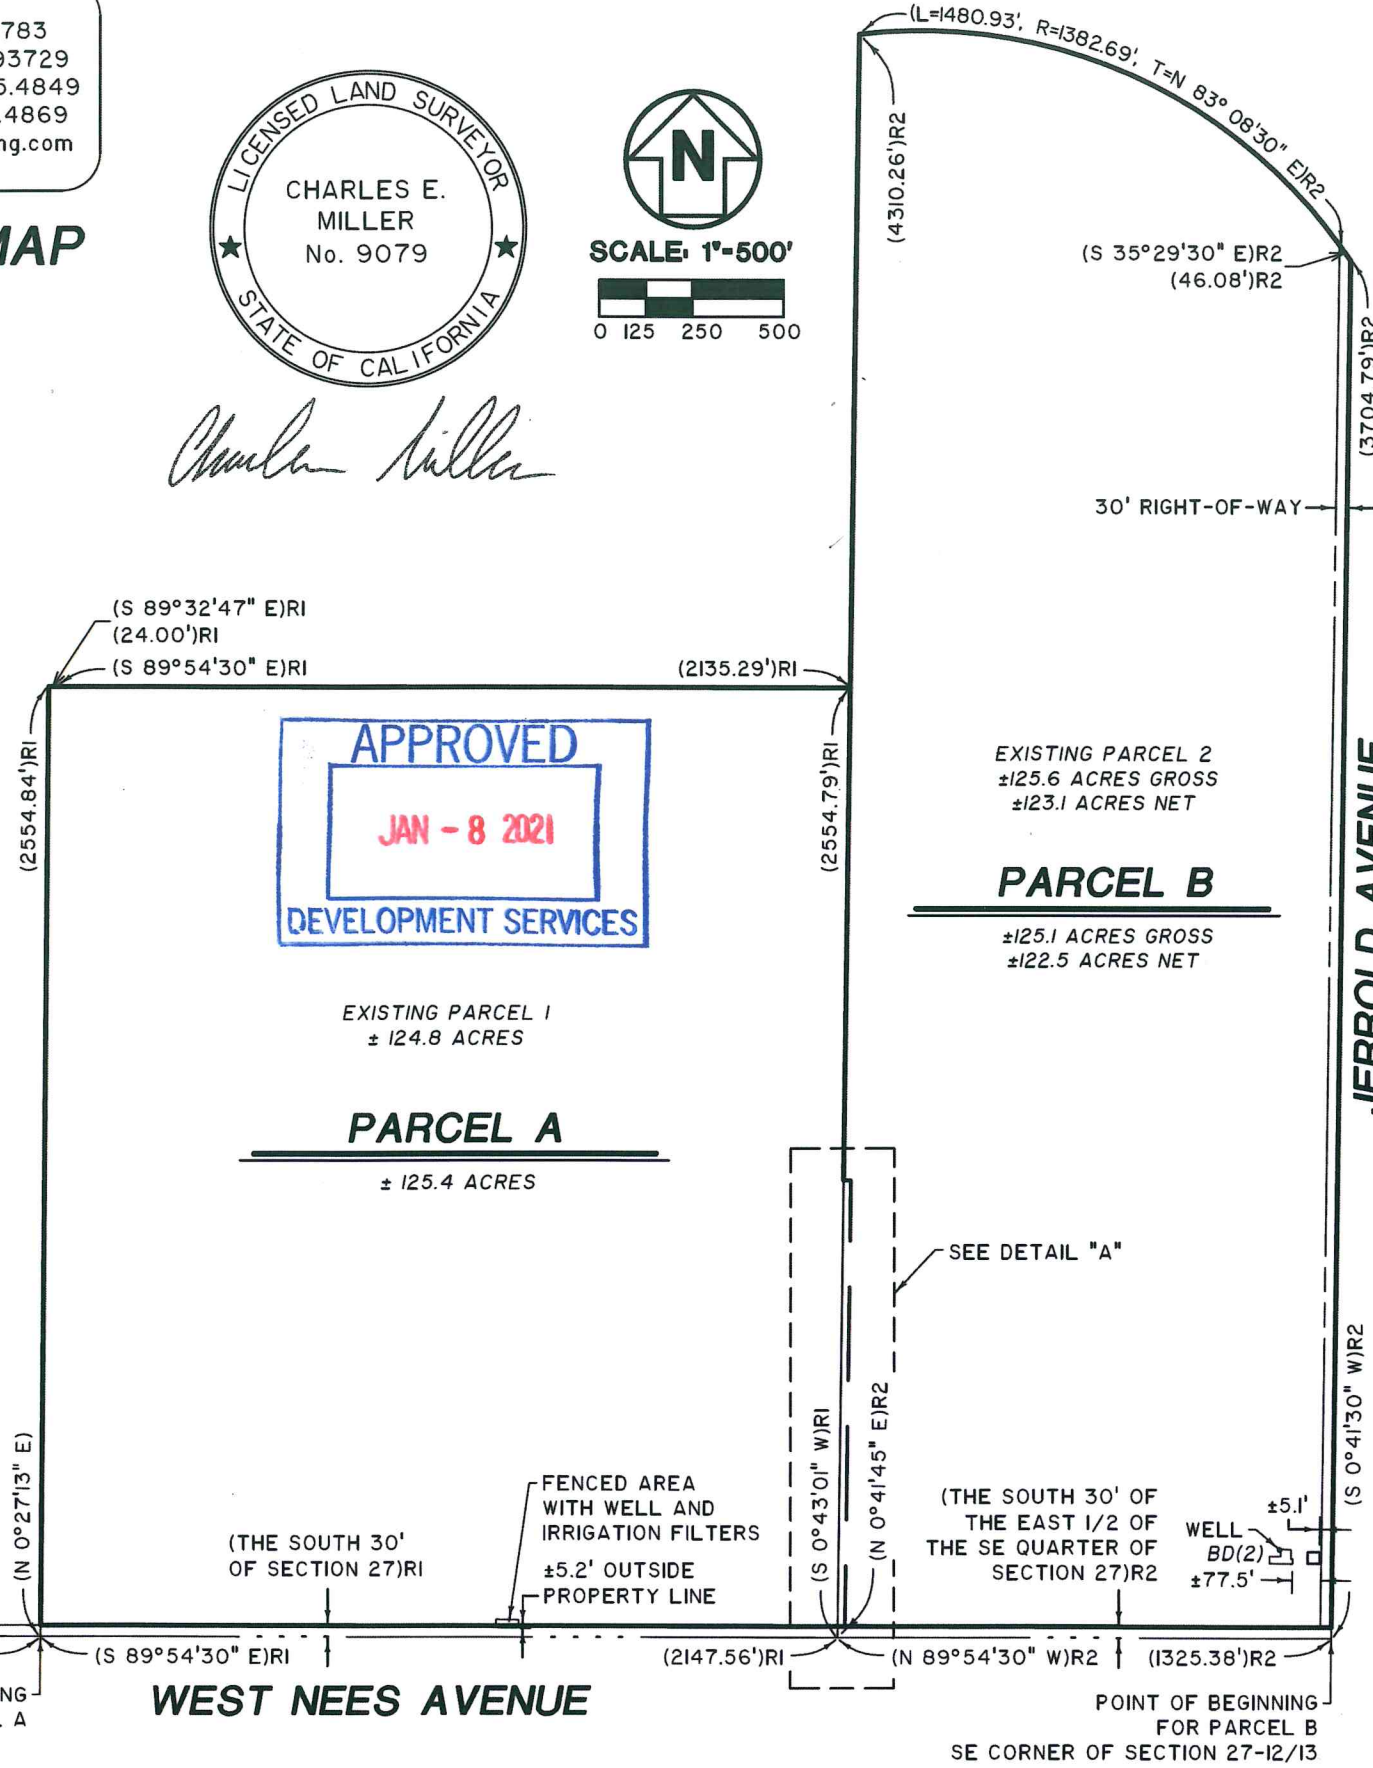 783
93729
5.4849
.4869
ng.com
MAP
LICENSED LAND SURVEYOR
CHARLES E.
MILLER
No. 9079
STATE OF CALIFORNIA
Charles Miller
N
SCALE: 1"=500'
0 125 250 500
(L=1480.93', R=1382.69', T=N 83°08'30" E)R2
(4310.26')R2
(S 35°29'30" E)R2
(46.08')R2
(3704.79')R2
30' RIGHT-OF-WAY
(S 89°32'47" E)R1
(24.00')R1
(S 89°54'30" E)R1
(2135.29')R1
(2554.84')R1
(2554.79')R1
APPROVED
JAN - 8 2021
DEVELOPMENT SERVICES
EXISTING PARCEL 2
±125.6 ACRES GROSS
±123.1 ACRES NET
PARCEL B
±125.1 ACRES GROSS
±122.5 ACRES NET
JERROLD AVENUE
EXISTING PARCEL 1
± 124.8 ACRES
PARCEL A
± 125.4 ACRES
SEE DETAIL "A"
(N 0°27'13" E)
(S 0°43'01" W)R1
(N 0°41'45" E)R2
(S 0°41'30" W)R2
(THE SOUTH 30'
OF SECTION 27)R1
FENCED AREA
WITH WELL AND
IRRIGATION FILTERS
±5.2' OUTSIDE
PROPERTY LINE
(THE SOUTH 30' OF
THE EAST 1/2 OF
THE SE QUARTER OF
SECTION 27)R2
±5.1'
WELL
BD(2)
±77.5'
(S 89°54'30" E)R1
(2147.56')R1
(N 89°54'30" W)R2
(1325.38')R2
WEST NEES AVENUE
NG
A
POINT OF BEGINNING
FOR PARCEL B
SE CORNER OF SECTION 27-12/13